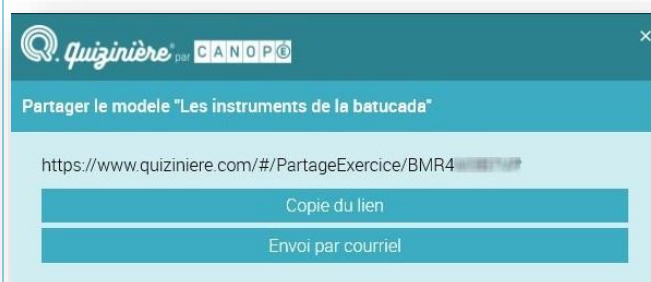 Quizinière par CANOPÉ
Partager le modele "Les instruments de la batucada"
https://www.quiziniere.com/#/PartageExercice/BMR4
Copie du lien
Envoi par courriel